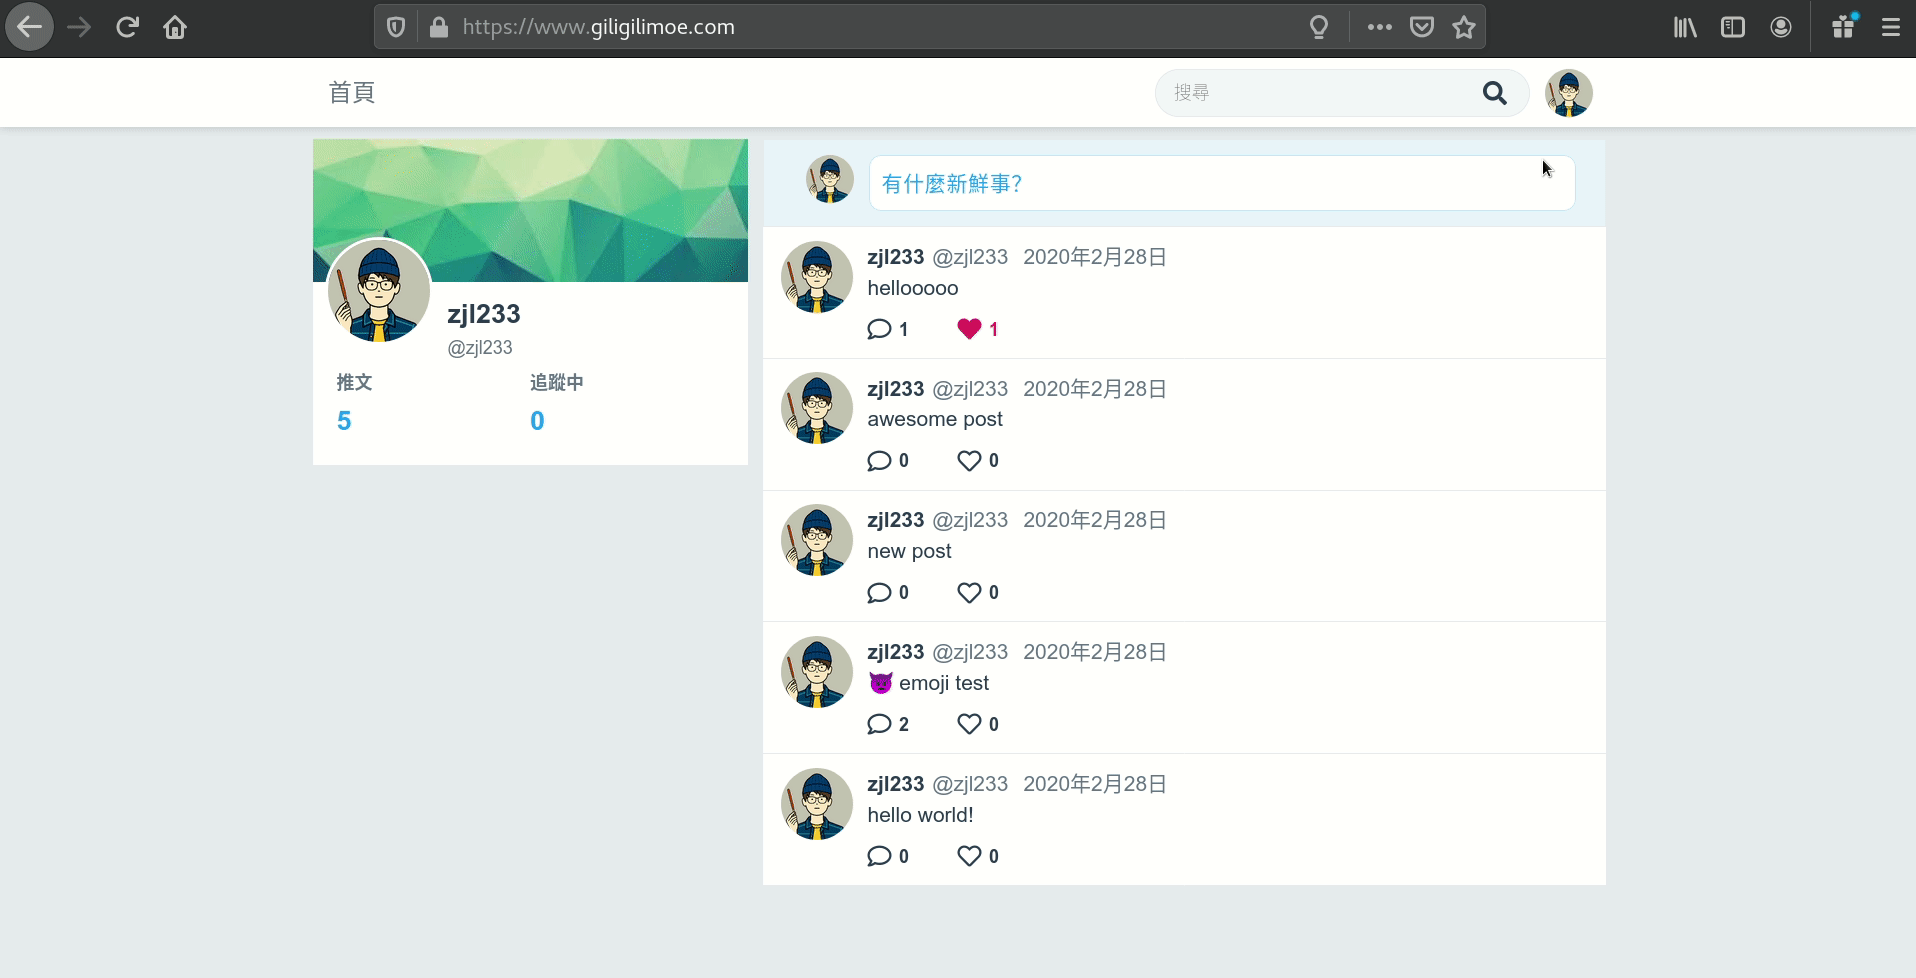 https://www.giligilimoe.com
首頁
搜尋
zjl233
@zjl233
推文 追蹤中
5 0
有什麼新鮮事?
zjl233 @zjl233 2020年2月28日
hellooooo
1 1
zjl233 @zjl233 2020年2月28日
awesome post
0 0
zjl233 @zjl233 2020年2月28日
new post
0 0
zjl233 @zjl233 2020年2月28日
😈 emoji test
2 0
zjl233 @zjl233 2020年2月28日
hello world!
0 0